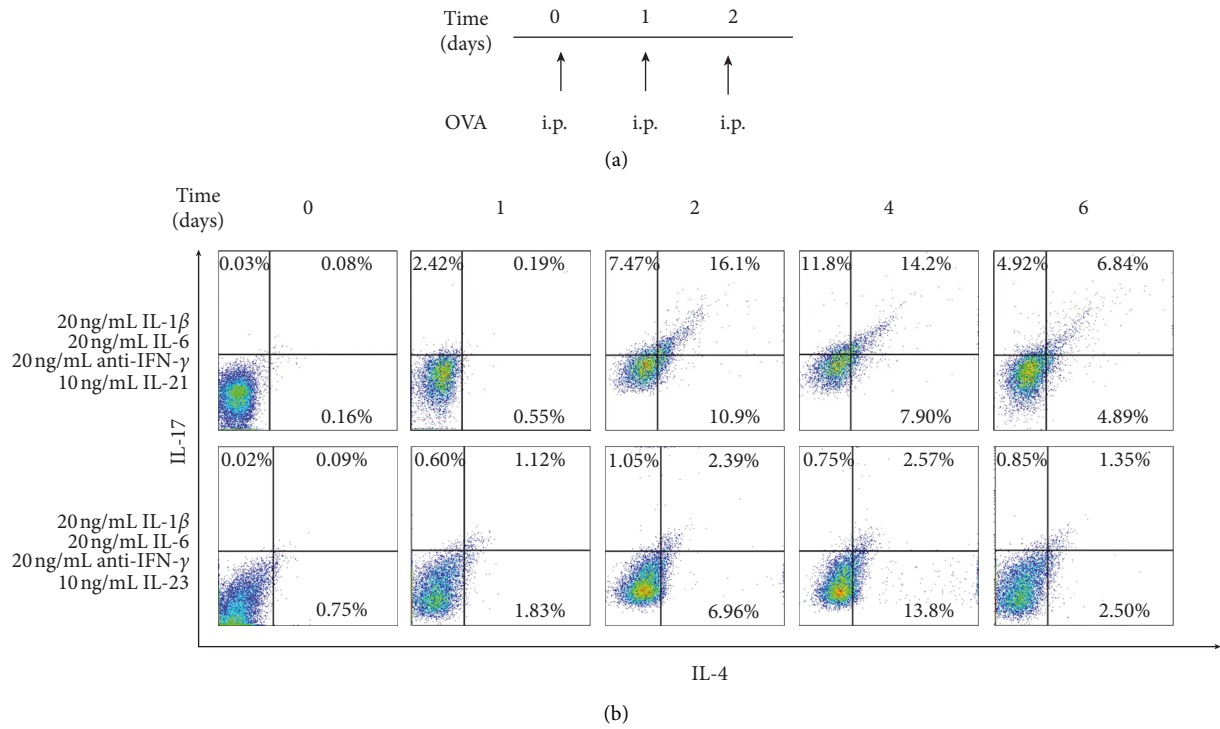 Time
(days)
0 1 2
OVA i.p. i.p. i.p.
(a)
Time
(days)
0 1 2 4 6
0.03% 0.08% 2.42% 0.19% 7.47% 16.1% 11.8% 14.2% 4.92% 6.84%
20 ng/mL IL-1β
20 ng/mL IL-6
20 ng/mL anti-IFN-γ
10 ng/mL IL-21
0.16% 0.55% 10.9% 7.90% 4.89%
IL-17
0.02% 0.09% 0.60% 1.12% 1.05% 2.39% 0.75% 2.57% 0.85% 1.35%
20 ng/mL IL-1β
20 ng/mL IL-6
20 ng/mL anti-IFN-γ
10 ng/mL IL-23
0.75% 1.83% 6.96% 13.8% 2.50%
IL-4
(b)